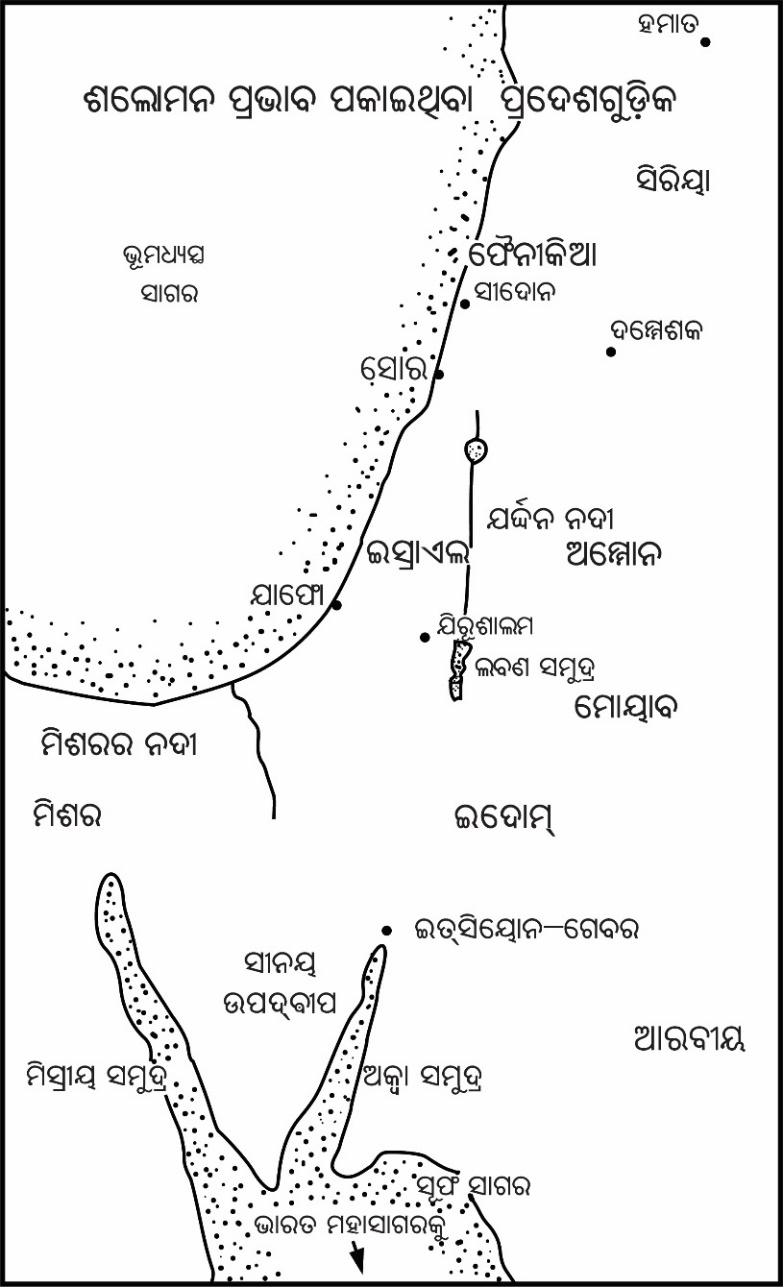 ହମାତ
ଶଲୋମନ ପ୍ରଭାବ ପକାଇଥିବା ପ୍ରଦେଶଗୁଡ଼ିକ
ସିରିୟା
ଭୂମଧ୍ୟସ୍ଥ
ସାଗର
ଫୈନୀକିଆ
ସୀଦୋନ
ଦମ୍ମେଶକ
ସୋର
ଯର୍ଦ୍ଦନ ନଦୀ
ଇସ୍ରାଏଲ
ଅମ୍ମୋନ
ଯାଫୋ
ଯିରୂଶାଲମ
ଲବଣ ସମୁଦ୍ର
ମୋୟାବ
ମିଶରର ନଦୀ
ମିଶର
ଇଦୋମ୍
ଇତ୍‌ସିୟୋନ–ଗେବର
ସୀନୟ
ଉପଦ୍ଵୀପ
ଆରବୀୟ
ମିସ୍ରୀୟ ସମୁଦ୍ର
ଅକ୍ବା ସମୁଦ୍ର
ସୂଫ ସାଗର
ଭାରତ ମହାସାଗରକୁ